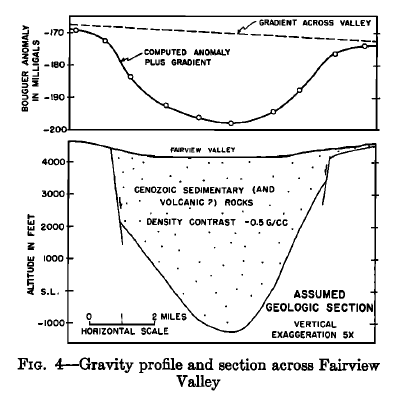 GRADIENT ACROSS VALLEY
-170
COMPUTED ANOMALY
PLUS GRADIENT
-180
-190
-200
BOUGUER ANOMALY
IN MILLIGALS
FAIRVIEW VALLEY
4000
CENOZOIC SEDIMENTARY (AND
VOLCANIC ?) ROCKS
3000
DENSITY CONTRAST -0.5 G/CC
2000
1000
S.L.
-1000
ALTITUDE IN FEET
0 1 2 MILES
HORIZONTAL SCALE
ASSUMED
GEOLOGIC SECTION
VERTICAL
EXAGGERATION 5X
FIG. 4—Gravity profile and section across Fairview
Valley